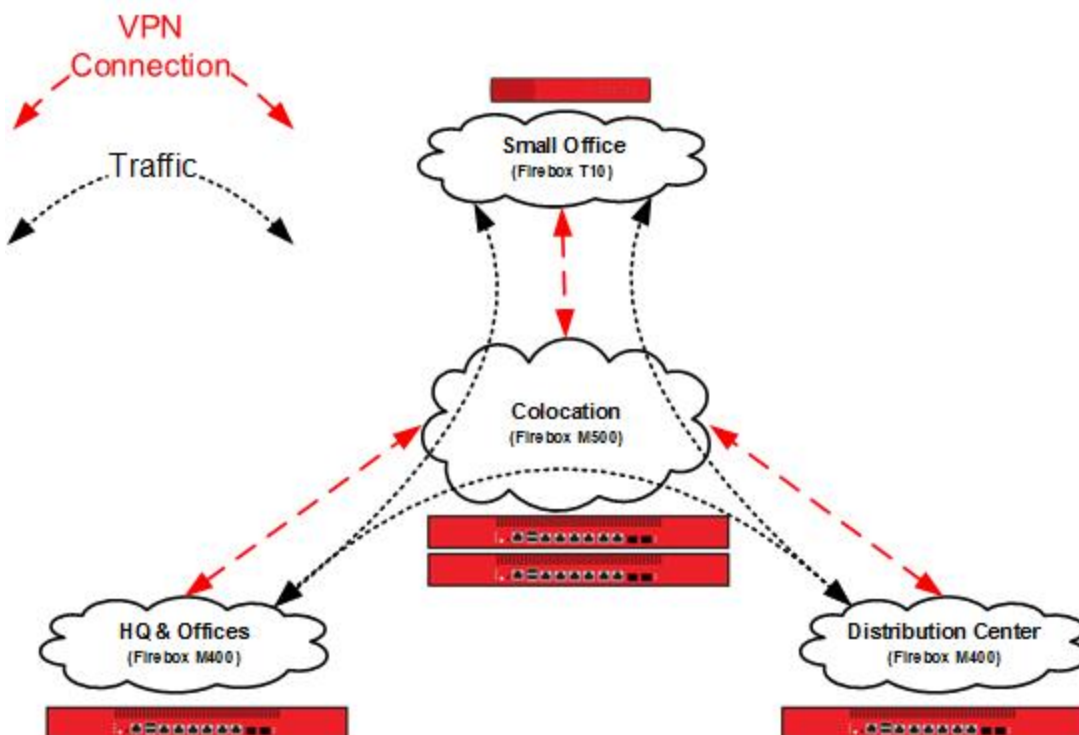 VPN
Connection
Traffic
Small Office
(Firebox T10)
Colocation
(Firebox M500)
HQ & Offices
(Firebox M400)
Distribution Center
(Firebox M400)